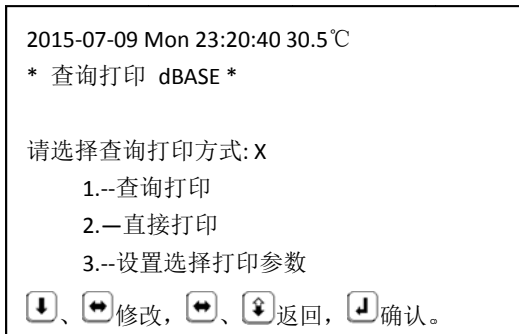 2015-07-09 Mon 23:20:40 30.5℃
* 查询打印 dBASE *
请选择查询打印方式: X
1.--查询打印
2.—直接打印
3.--设置选择打印参数
、修改，、返回，确认。